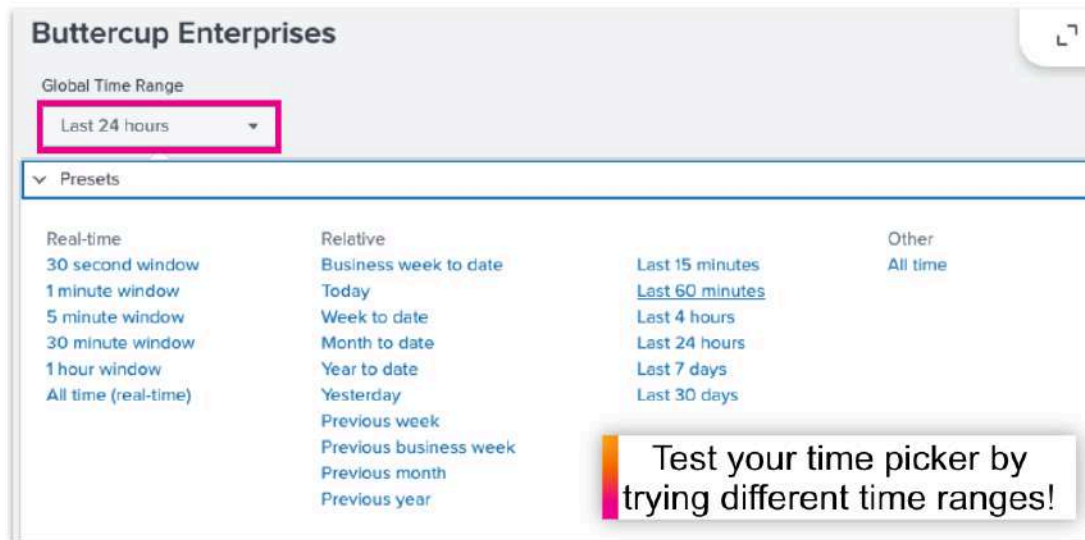 Buttercup Enterprises
Global Time Range
Last 24 hours
Presets
Real-time
30 second window
1 minute window
5 minute window
30 minute window
1 hour window
All time (real-time)
Relative
Business week to date
Today
Week to date
Month to date
Year to date
Yesterday
Previous week
Previous business week
Previous month
Previous year
Last 15 minutes
Last 60 minutes
Last 4 hours
Last 24 hours
Last 7 days
Last 30 days
Other
All time
Test your time picker by
trying different time ranges!